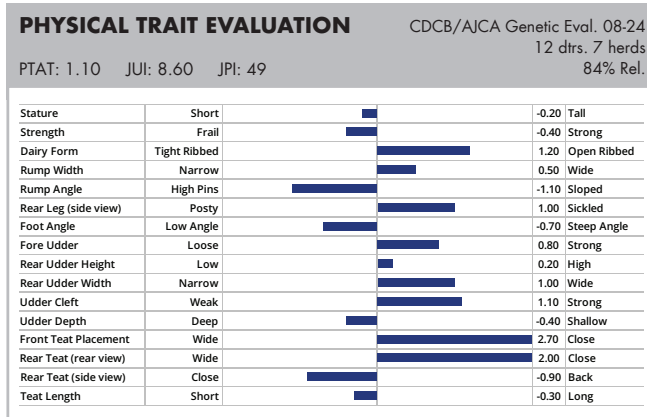 PHYSICAL TRAIT EVALUATION CDCB/AJCA Genetic Eval. 08-24
12 dtrs. 7 herds
PTAT: 1.10 JUI: 8.60 JPI: 49 84% Rel.
Stature Short -0.20 Tall
Strength Frail -0.40 Strong
Dairy Form Tight Ribbed 1.20 Open Ribbed
Rump Width Narrow 0.50 Wide
Rump Angle High Pins -1.10 Sloped
Rear Leg (side view) Posty 1.00 Sickled
Foot Angle Low Angle -0.70 Steep Angle
Fore Udder Loose 0.80 Strong
Rear Udder Height Low 0.20 High
Rear Udder Width Narrow 1.00 Wide
Udder Cleft Weak 1.10 Strong
Udder Depth Deep -0.40 Shallow
Front Teat Placement Wide 2.70 Close
Rear Teat (rear view) Wide 2.00 Close
Rear Teat (side view) Close -0.90 Back
Teat Length Short -0.30 Long